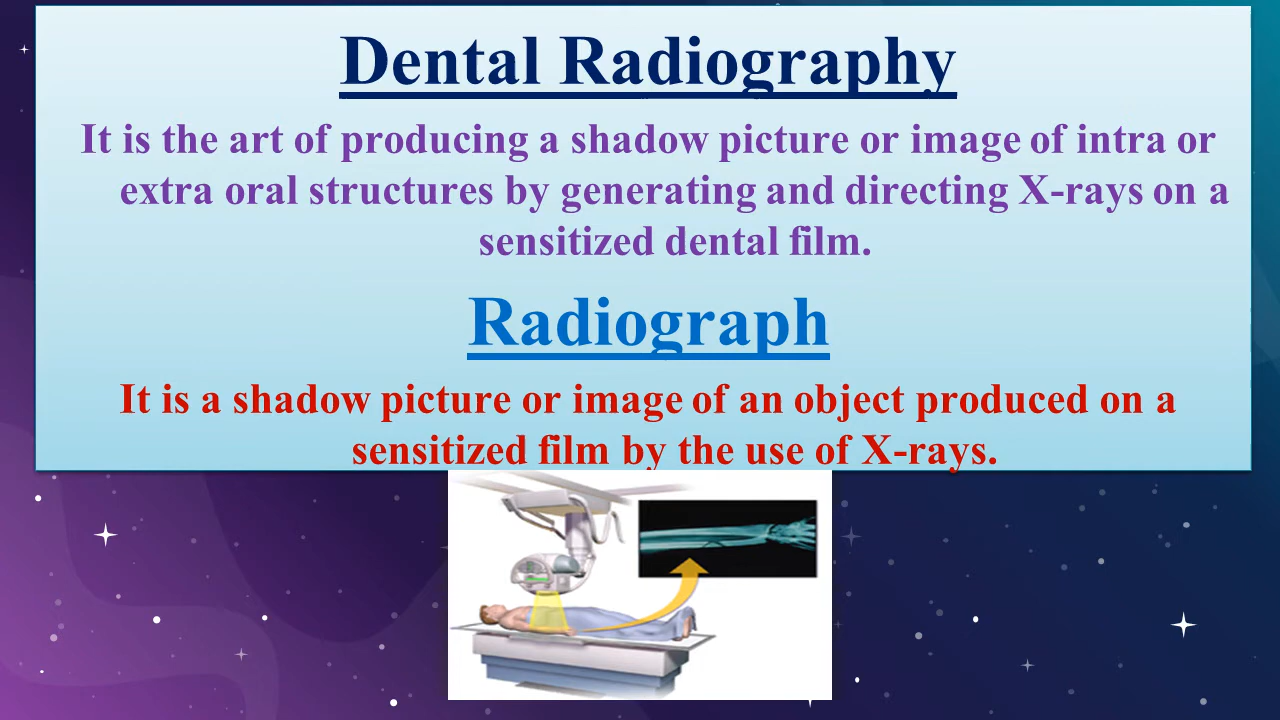 Dental Radiography
It is the art of producing a shadow picture or image of intra or
extra oral structures by generating and directing X-rays on a
sensitized dental film.
Radiograph
It is a shadow picture or image of an object produced on a
sensitized film by the use of X-rays.